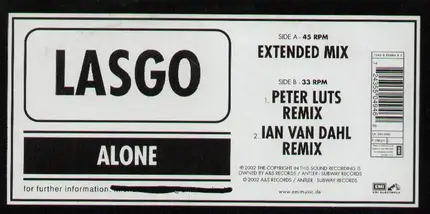 LASGO
ALONE
for further information.
SIDE A - 45 RPM
EXTENDED MIX
SIDE B - 33 RPM
1. PETER LUTS
REMIX
2. IAN VAN DAHL
REMIX
℗ 2002 THE COPYRIGHT IN THIS SOUND RECORDING IS
OWNED BY A&S RECORDS / ANTLER - SUBWAY RECORDS
© 2002 A&S RECORDS / ANTLER - SUBWAY RECORDS
www.emimusic.de
EMI